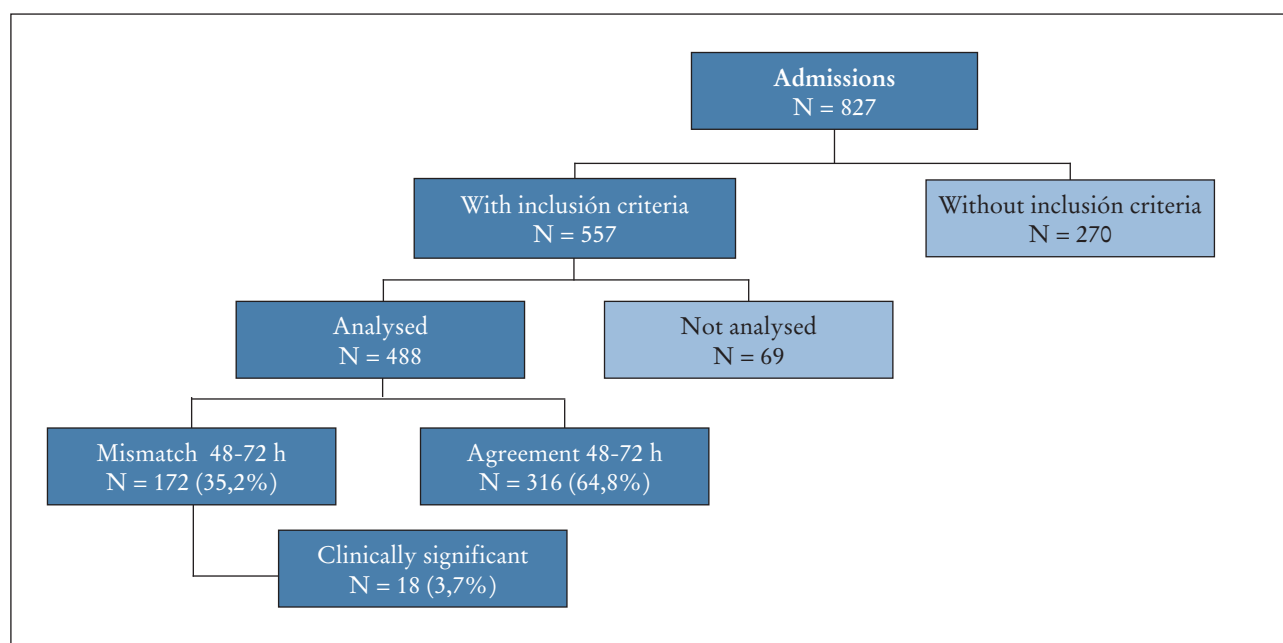 Admissions
N = 827
With inclusión criteria
N = 557
Without inclusión criteria
N = 270
Analysed
N = 488
Not analysed
N = 69
Mismatch 48-72 h
N = 172 (35,2%)
Agreement 48-72 h
N = 316 (64,8%)
Clinically significant
N = 18 (3,7%)